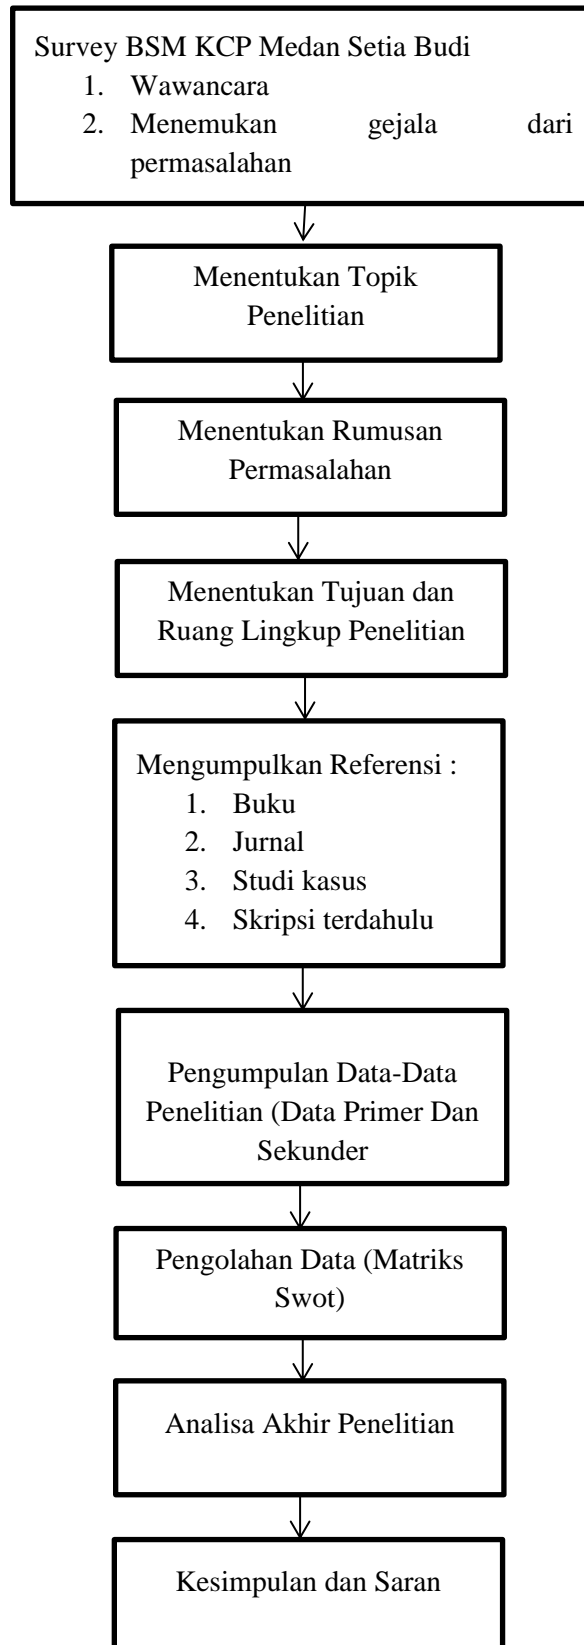 Survey BSM KCP Medan Setia Budi
1. Wawancara
2. Menemukan gejala dari
permasalahan
Menentukan Topik
Penelitian
Menentukan Rumusan
Permasalahan
Menentukan Tujuan dan
Ruang Lingkup Penelitian
Mengumpulkan Referensi :
1. Buku
2. Jurnal
3. Studi kasus
4. Skripsi terdahulu
Pengumpulan Data-Data
Penelitian (Data Primer Dan
Sekunder
Pengolahan Data (Matriks
Swot)
Analisa Akhir Penelitian
Kesimpulan dan Saran